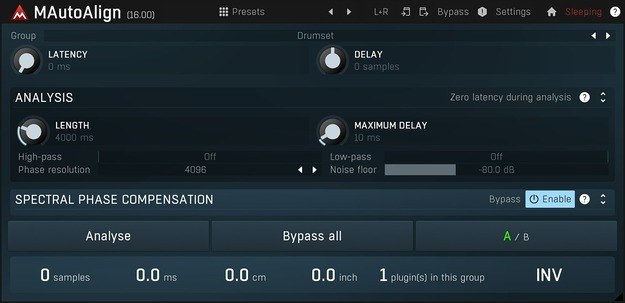 MAutoAlign (16.00) Presets L+R Bypass Settings Sleeping ?
Group Drumset
LATENCY DELAY
0 ms 0 samples
ANALYSIS Zero latency during analysis ?
LENGTH MAXIMUM DELAY
4000 ms 10 ms
High-pass Off Low-pass Off
Phase resolution 4096 Noise floor -80.0 dB
SPECTRAL PHASE COMPENSATION Bypass Enable ?
Analyse Bypass all A / B
0 samples 0.0 ms 0.0 cm 0.0 inch 1 plugin(s) in this group INV